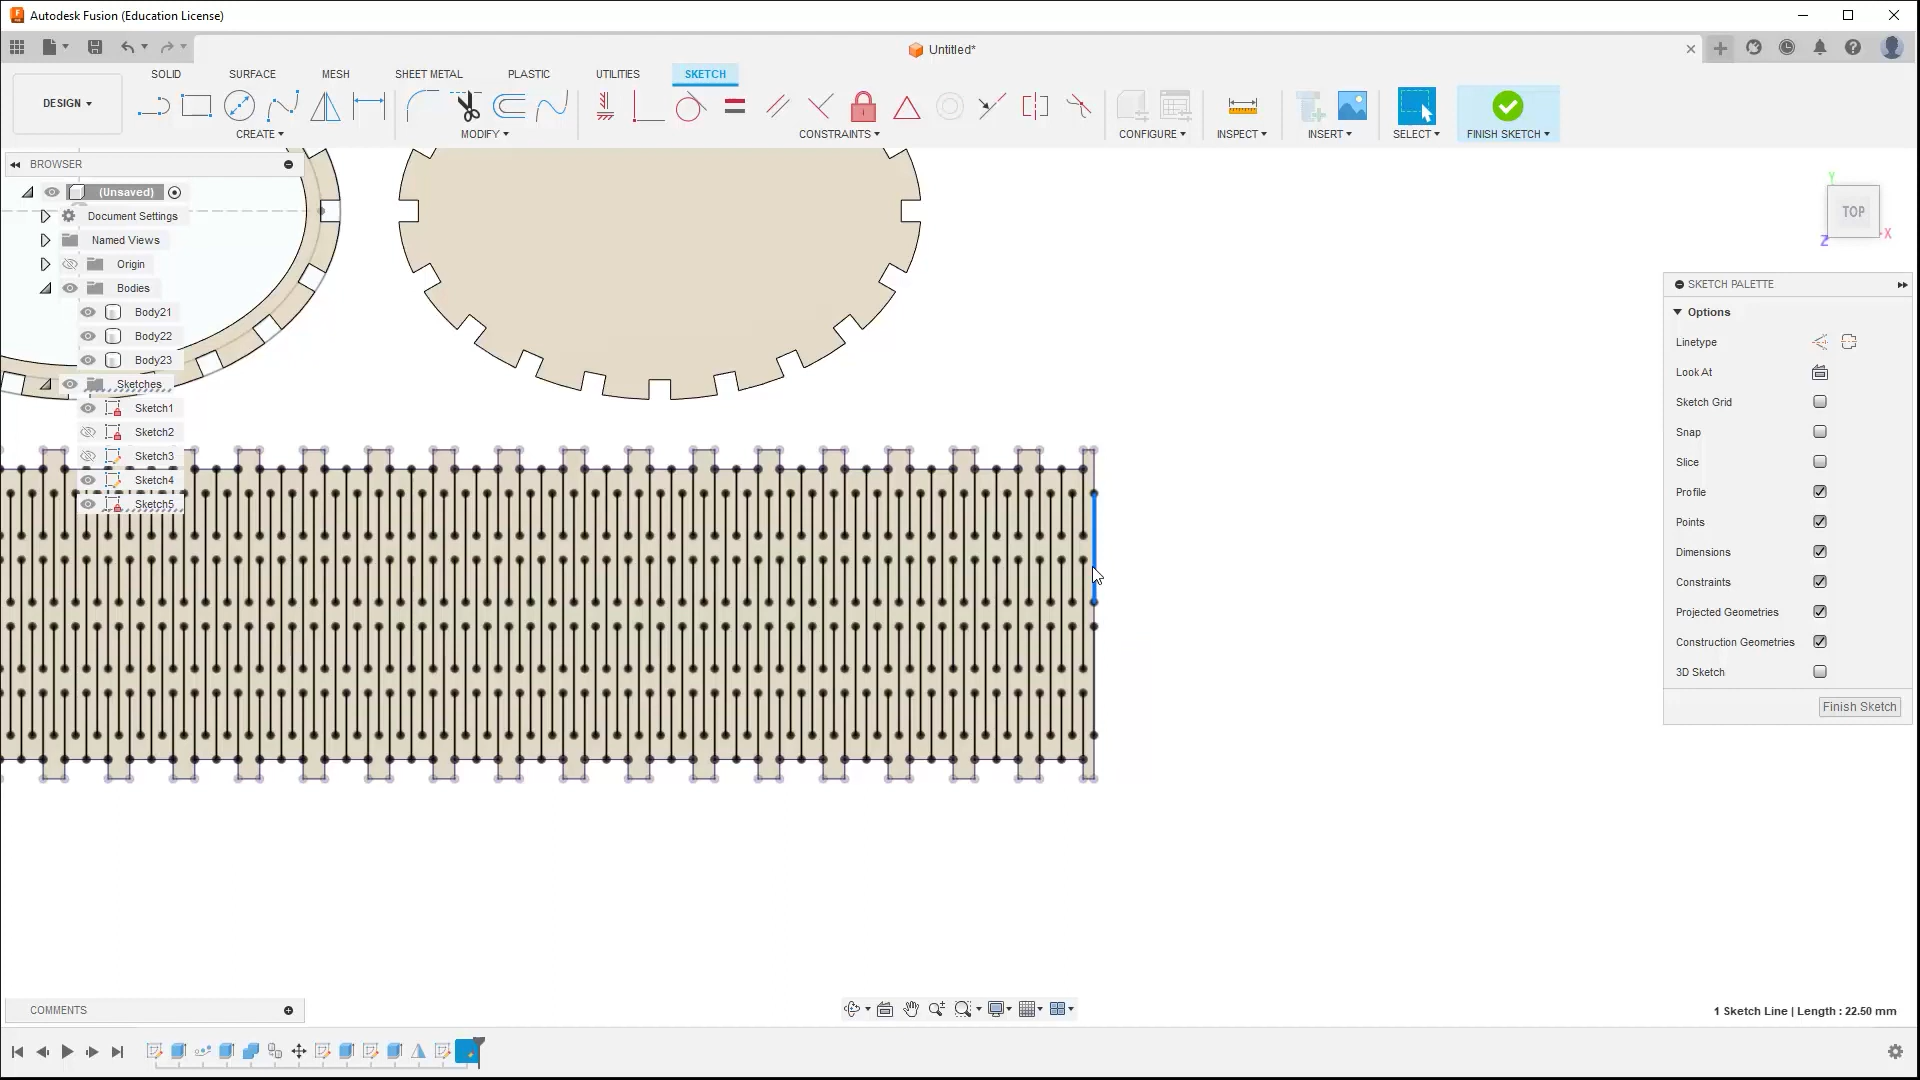 Autodesk Fusion (Education License)
Untitled*
DESIGN
SOLID
SURFACE
MESH
SHEET METAL
PLASTIC
UTILITIES
SKETCH
CREATE
MODIFY
CONSTRAINTS
CONFIGURE
INSPECT
INSERT
SELECT
FINISH SKETCH
BROWSER
(Unsaved)
Document Settings
Named Views
Origin
Bodies
Body21
Body22
Body23
Sketches
Sketch1
Sketch2
Sketch3
Sketch4
Sketch5
Y
TOP
X
Z
SKETCH PALETTE
Options
Linetype
Look At
Sketch Grid
Snap
Slice
Profile
Points
Dimensions
Constraints
Projected Geometries
Construction Geometries
3D Sketch
Finish Sketch
COMMENTS
1 Sketch Line | Length : 22.50 mm